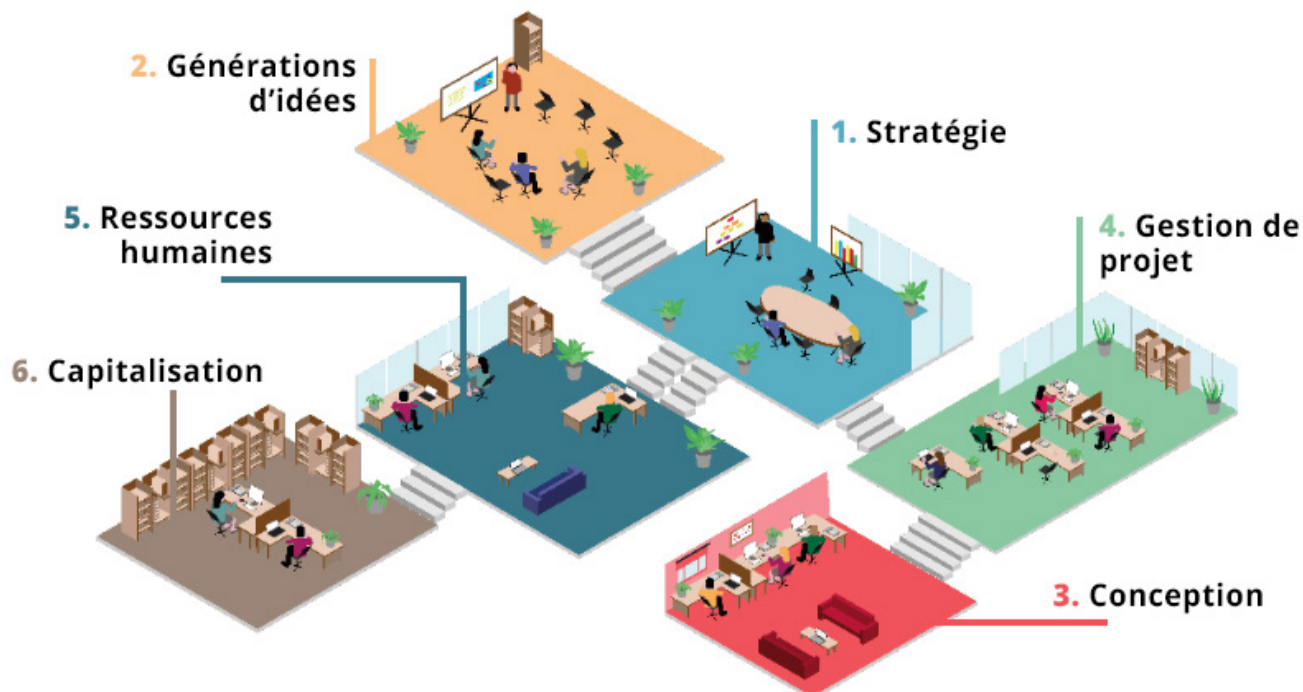 2. Générations
d'idées
1. Stratégie
5. Ressources
humaines
4. Gestion de
projet
6. Capitalisation
3. Conception